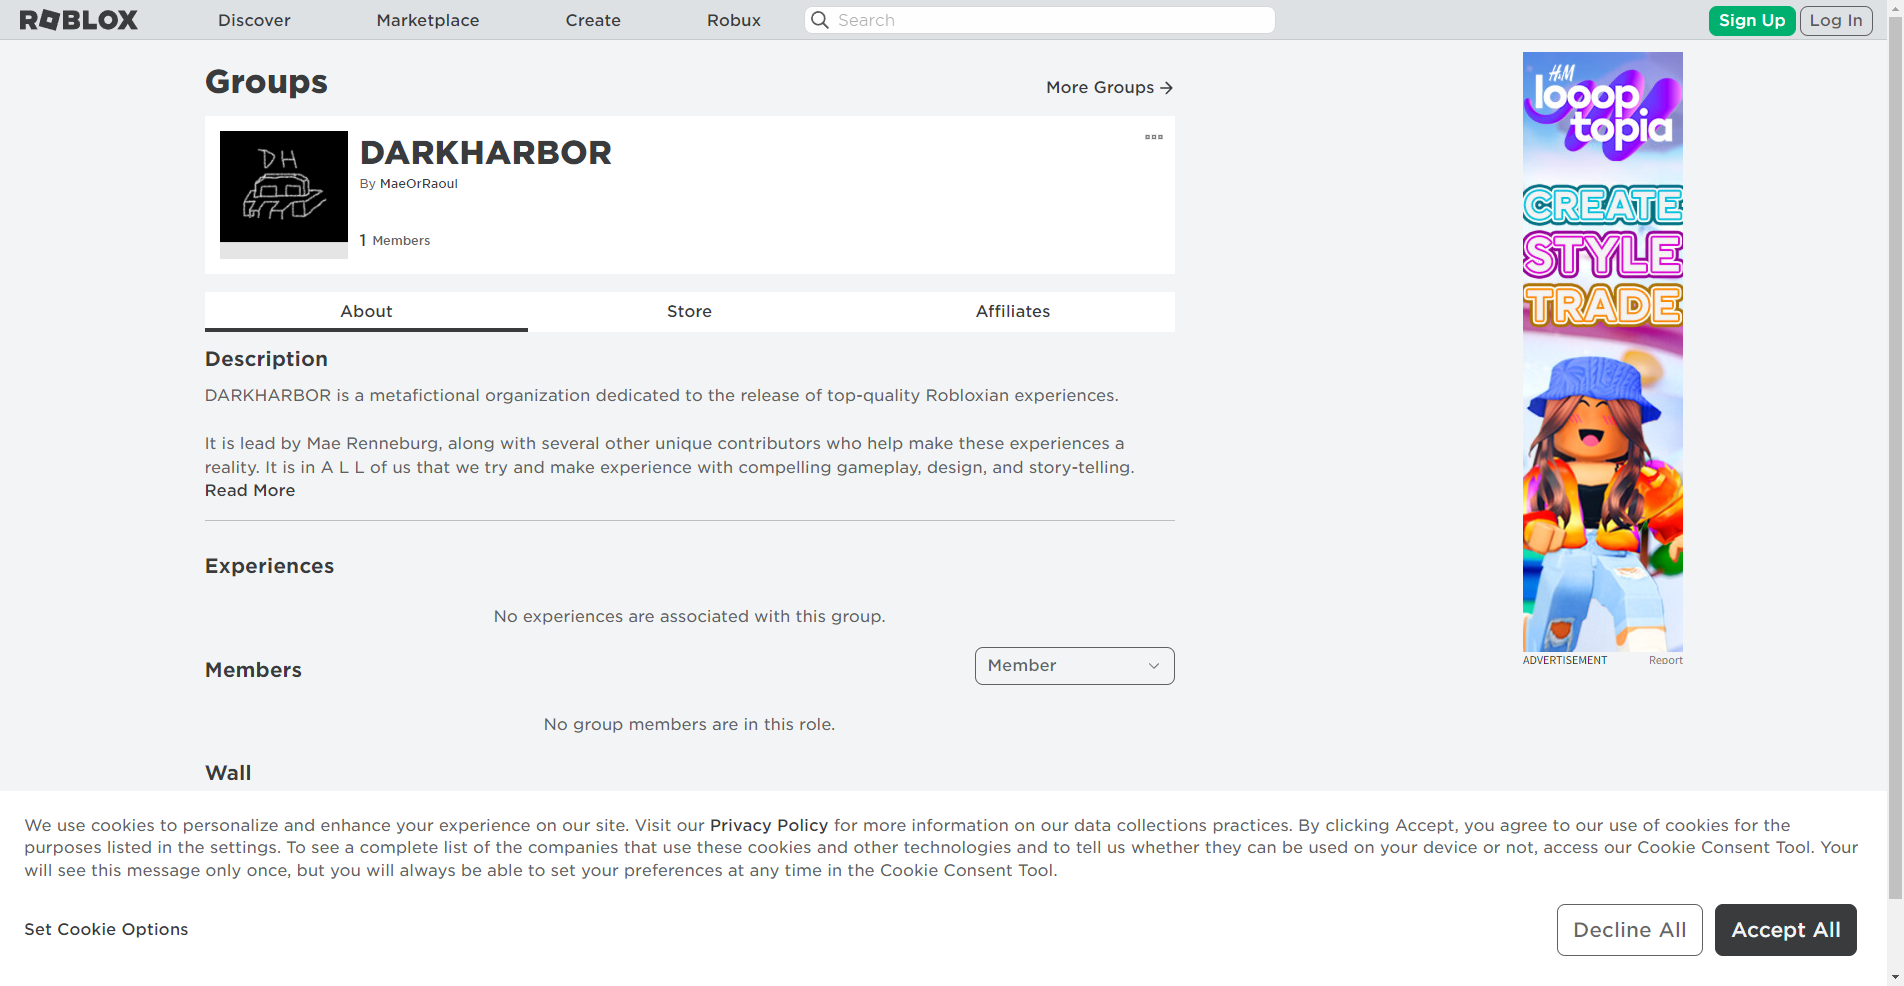 ROBLOX Discover Marketplace Create Robux Search Sign Up Log In
Groups
More Groups →
DH
DARKHARBOR
By MaeOrRaoul
1 Members
About Store Affiliates
Description
DARKHARBOR is a metafictional organization dedicated to the release of top-quality Robloxian experiences.
It is lead by Mae Renneburg, along with several other unique contributors who help make these experiences a
reality. It is in A L L of us that we try and make experience with compelling gameplay, design, and story-telling.
Read More
Experiences
No experiences are associated with this group.
Members
Member
No group members are in this role.
Wall
H&M
looop
topia
CREATE
STYLE
TRADE
ADVERTISEMENT Report
We use cookies to personalize and enhance your experience on our site. Visit our Privacy Policy for more information on our data collections practices. By clicking Accept, you agree to our use of cookies for the
purposes listed in the settings. To see a complete list of the companies that use these cookies and other technologies and to tell us whether they can be used on your device or not, access our Cookie Consent Tool. Your
will see this message only once, but you will always be able to set your preferences at any time in the Cookie Consent Tool.
Set Cookie Options
Decline All
Accept All